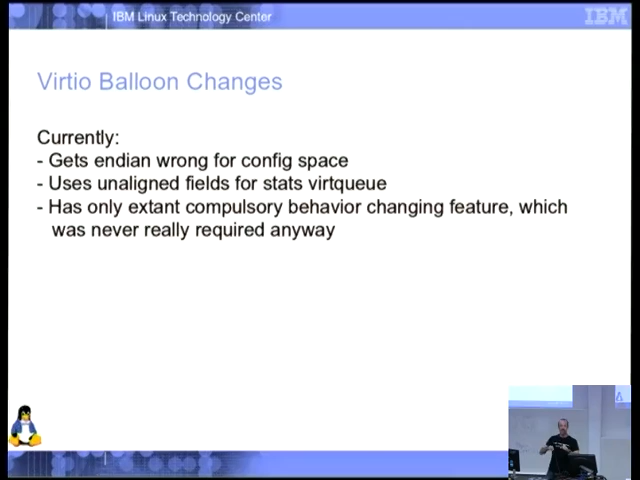 IBM Linux Technology Center
IBM
Virtio Balloon Changes
Currently:
- Gets endian wrong for config space
- Uses unaligned fields for stats virtqueue
- Has only extant compulsory behavior changing feature, which
was never really required anyway